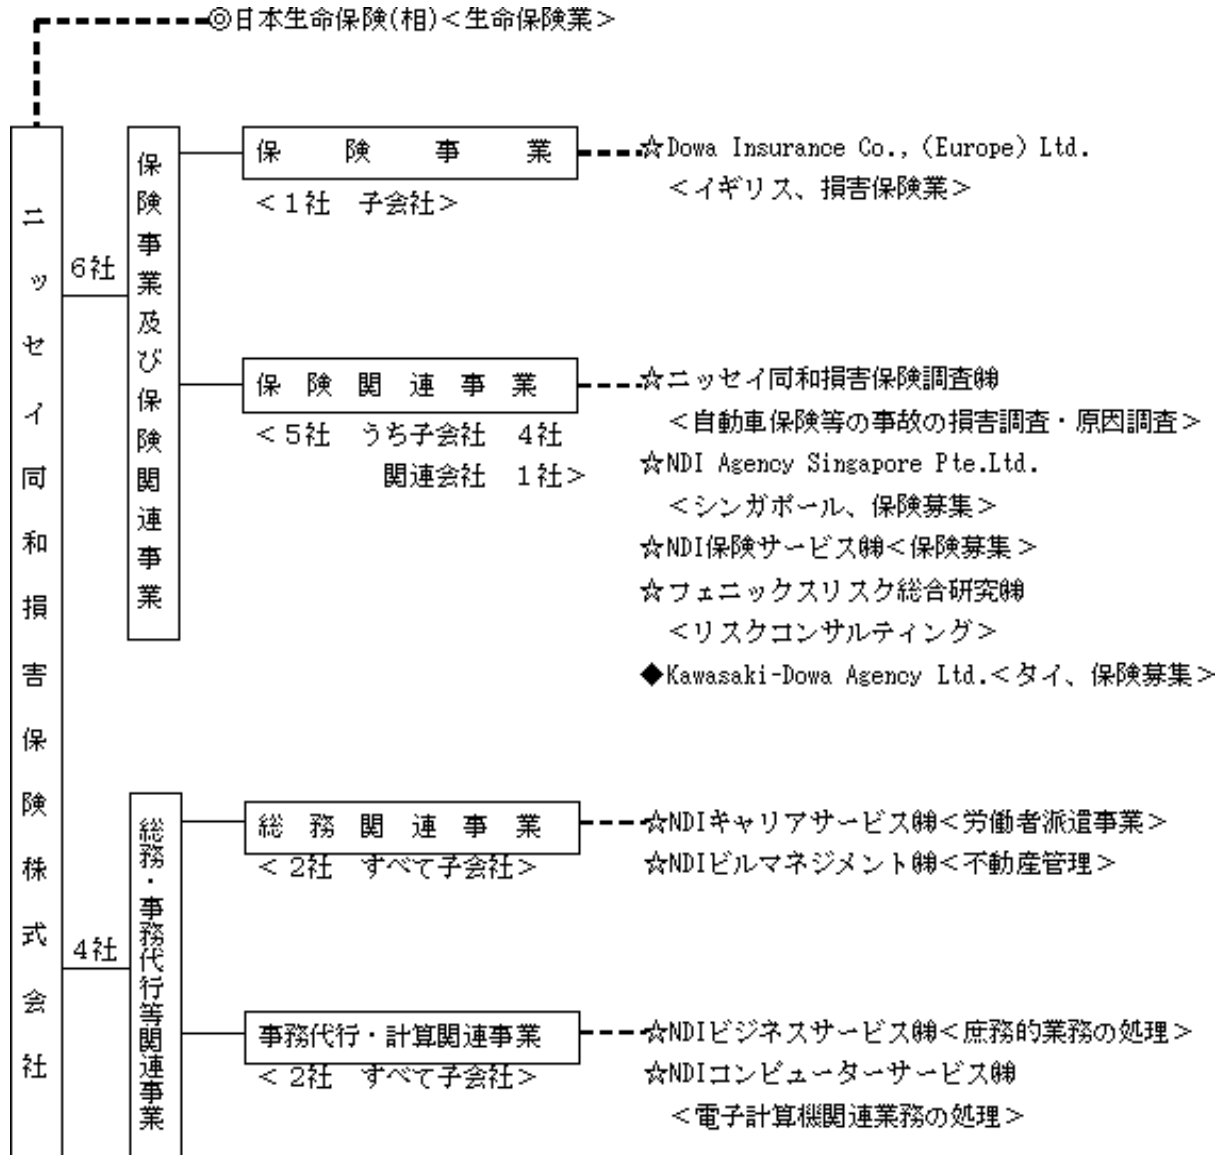 ◎日本生命保険(相)＜生命保険業＞
ニッセイ同和損害保険株式会社
6社
保険事業及び保険関連事業
保険事業
＜1社　子会社＞
☆Dowa Insurance Co., (Europe) Ltd.
＜イギリス、損害保険業＞
保険関連事業
＜5社　うち子会社　4社
関連会社　1社＞
☆ニッセイ同和損害保険調査㈱
＜自動車保険等の事故の損害調査・原因調査＞
☆NDI Agency Singapore Pte.Ltd.
＜シンガポール、保険募集＞
☆NDI保険サービス㈱＜保険募集＞
☆フェニックスリスク総合研究㈱
＜リスクコンサルティング＞
◆Kawasaki-Dowa Agency Ltd.＜タイ、保険募集＞
4社
総務・事務代行等関連事業
総務関連事業
＜2社　すべて子会社＞
☆NDIキャリアサービス㈱＜労働者派遣事業＞
☆NDIビルマネジメント㈱＜不動産管理＞
事務代行・計算関連事業
＜2社　すべて子会社＞
☆NDIビジネスサービス㈱＜庶務的業務の処理＞
☆NDIコンピューターサービス㈱
＜電子計算機関連業務の処理＞